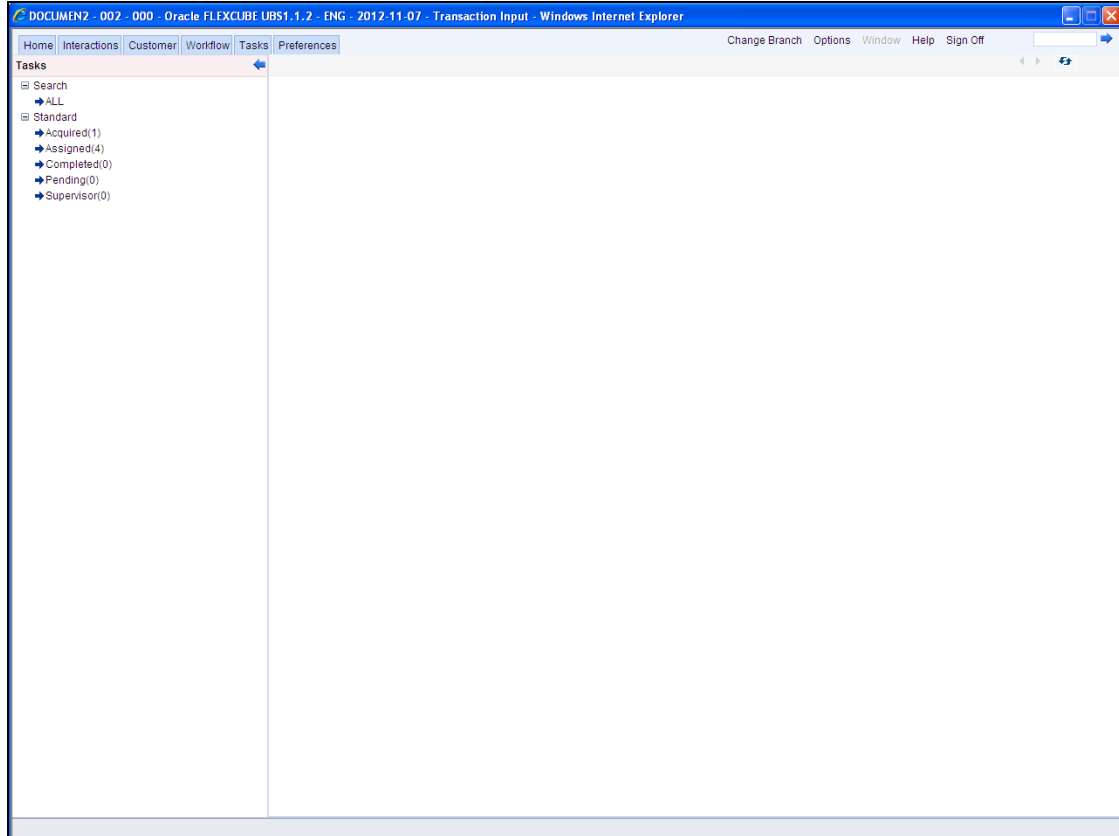 DOCUMEN2 - 002 - 000 - Oracle FLEXCUBE UBS1.1.2 - ENG - 2012-11-07 - Transaction Input - Windows Internet Explorer
Home Interactions Customer Workflow Tasks Preferences Change Branch Options Window Help Sign Off
Tasks
Search
ALL
Standard
Acquired(1)
Assigned(4)
Completed(0)
Pending(0)
Supervisor(0)